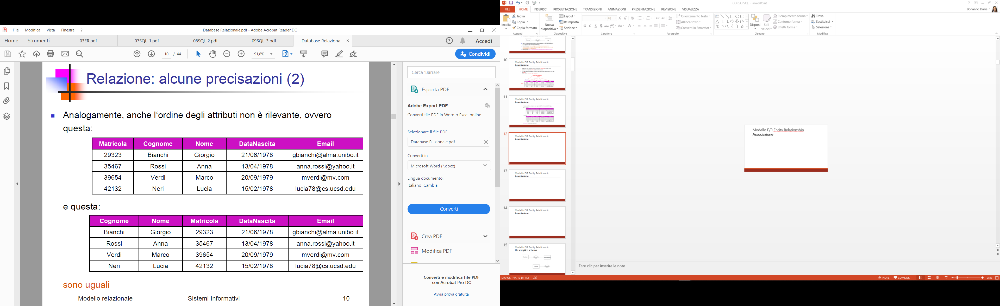 File Modifica Vista Finestra ?
Database Relazionale.pdf - Adobe Acrobat Reader DC
Home Strumenti 03ER.pdf 07SQL-1.pdf 08SQL-2.pdf 09SQL-3.pdf Database Relaziona... × Accedi
10 / 44 91,8% Condividi
Relazione: alcune precisazioni (2)
Analogamente, anche l‘ordine degli attributi non è rilevante, ovvero
questa:
Matricola Cognome Nome DataNascita Email
29323 Bianchi Giorgio 21/06/1978 gbianchi@alma.unibo.it
35467 Rossi Anna 13/04/1978 anna.rossi@yahoo.it
39654 Verdi Marco 20/09/1979 mverdi@mv.com
42132 Neri Lucia 15/02/1978 lucia78@cs.ucsd.edu
e questa:
Cognome Nome Matricola DataNascita Email
Bianchi Giorgio 29323 21/06/1978 gbianchi@alma.unibo.it
Rossi Anna 35467 13/04/1978 anna.rossi@yahoo.it
Verdi Marco 39654 20/09/1979 mverdi@mv.com
Neri Lucia 42132 15/02/1978 lucia78@cs.ucsd.edu
sono uguali
Modello relazionale Sistemi Informativi 10
Cerca 'Barrare'
Esporta PDF
Adobe Export PDF
Converti file PDF in Word o Excel online
Selezionare il file PDF
Database R...zionale.pdf
Converti in
Microsoft Word (*.docx)
Lingua documento:
Italiano Cambia
Converti
Crea PDF
Modifica PDF
Converti e modifica file PDF
con Acrobat Pro DC
Avvia prova gratuita
CORSO SQL - PowerPoint
FILE HOME INSERISCI PROGETTAZIONE TRANSIZIONI ANIMAZIONI PRESENTAZIONE REVISIONE VISUALIZZA Bonanno Daria
Incolla
Taglia
Copia
Copia formato
Appunti
Nuova
diapositiva
Layout
Reimposta
Sezione
Diapositive
48
G C S S abc AV Aa A
Carattere
Orientamento testo
Allinea testo
Converti in SmartArt
Paragrafo
Disponi
Stili
veloci
Riempimento forma
Contorno forma
Effetti forma
Disegno
Trova
Sostituisci
Seleziona
Modifica
10
Modello E/R Entity Relationship
Associazione
11
Modello E/R Entity Relationship
Associazione
12
Modello E/R Entity Relationship
Associazione
13
Modello E/R Entity Relationship
Associazione
14
Modello E/R Entity Relationship
Associazione
15
Modello E/R Entity Relationship
Un semplice schema
Modello E/R Entity Relationship
Associazione
Fare clic per inserire le note
DIAPOSITIVA 12 DI 112 NOTE COMMENTI 25%